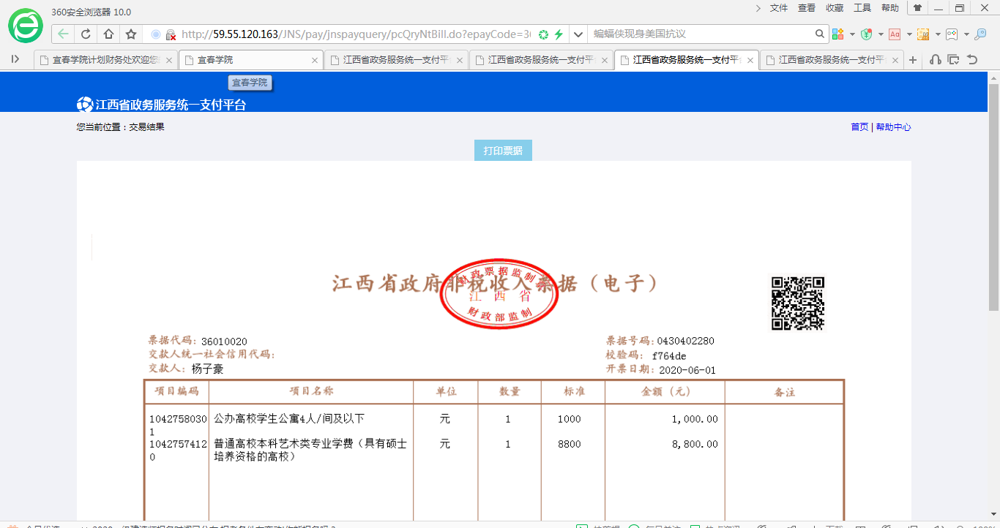 360安全浏览器 10.0
文件 查看 收藏 工具 帮助
http://59.55.120.163/JNS/pay/jnspayquery/pcQryNtBill.do?epayCode=3
蝙蝠侠现身美国抗议
宜春学院计划财务处欢迎您
宜春学院
江西省政务服务统一支付平
江西省政务服务统一支付平
江西省政务服务统一支付平
江西省政务服务统一支付平
宜春学院
江西省政务服务统一支付平台
您当前位置：交易结果
首页 | 帮助中心
打印票据
江西省政府非税收入票据（电子）
财政票据监制章
江西省
财政部监制
票据代码: 36010020
票据号码: 0430402280
交款人统一社会信用代码:
校验码: f764de
交款人: 杨子豪
开票日期: 2020-06-01
项目编码 项目名称 单位 数量 标准 金额（元） 备注
1042758030 公办高校学生公寓4人/间及以下 元 1 1000 1,000.00
1
1042757412 普通高校本科艺术类专业学费（具有硕士 元 1 8800 8,800.00
0 培养资格的高校）